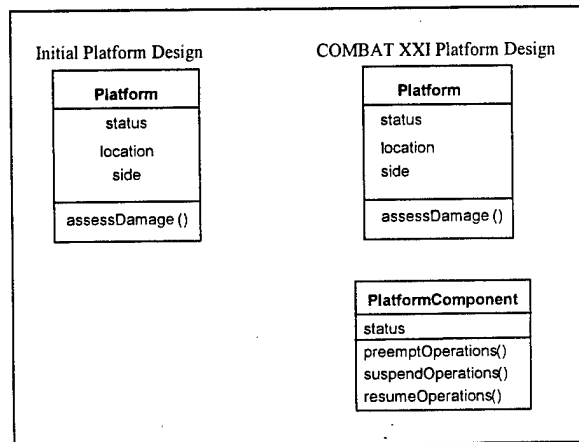 Initial Platform Design
Platform
status
location
side
assessDamage ()
COMBAT XXI Platform Design
Platform
status
location
side
assessDamage ()
PlatformComponent
status
preemptOperations()
suspendOperations()
resumeOperations()